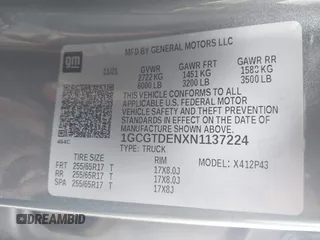 gm
MFD BY GENERAL MOTORS LLC
GVWR GAWR FRT GAWR RR
2722 KG 1451 KG 1588 KG
6000 LB 3200 LB 3500 LB
THIS VEHICLE CONFORMS TO ALL APPLICABLE
U.S. FEDERAL MOTOR VEHICLE SAFETY AND THEFT
PREVENTION STANDARDS IN EFFECT ON THE DATE OF
MANUFACTURE SHOWN ABOVE.
1GCGTDENXN1137224
TYPE: TRUCK MODEL: X412P43
RIM
FRT 255/65R17 T 17X8.0J
RR 255/65R17 T 17X8.0J
SPA 255/65R17 T 17X8J
DREAMBID